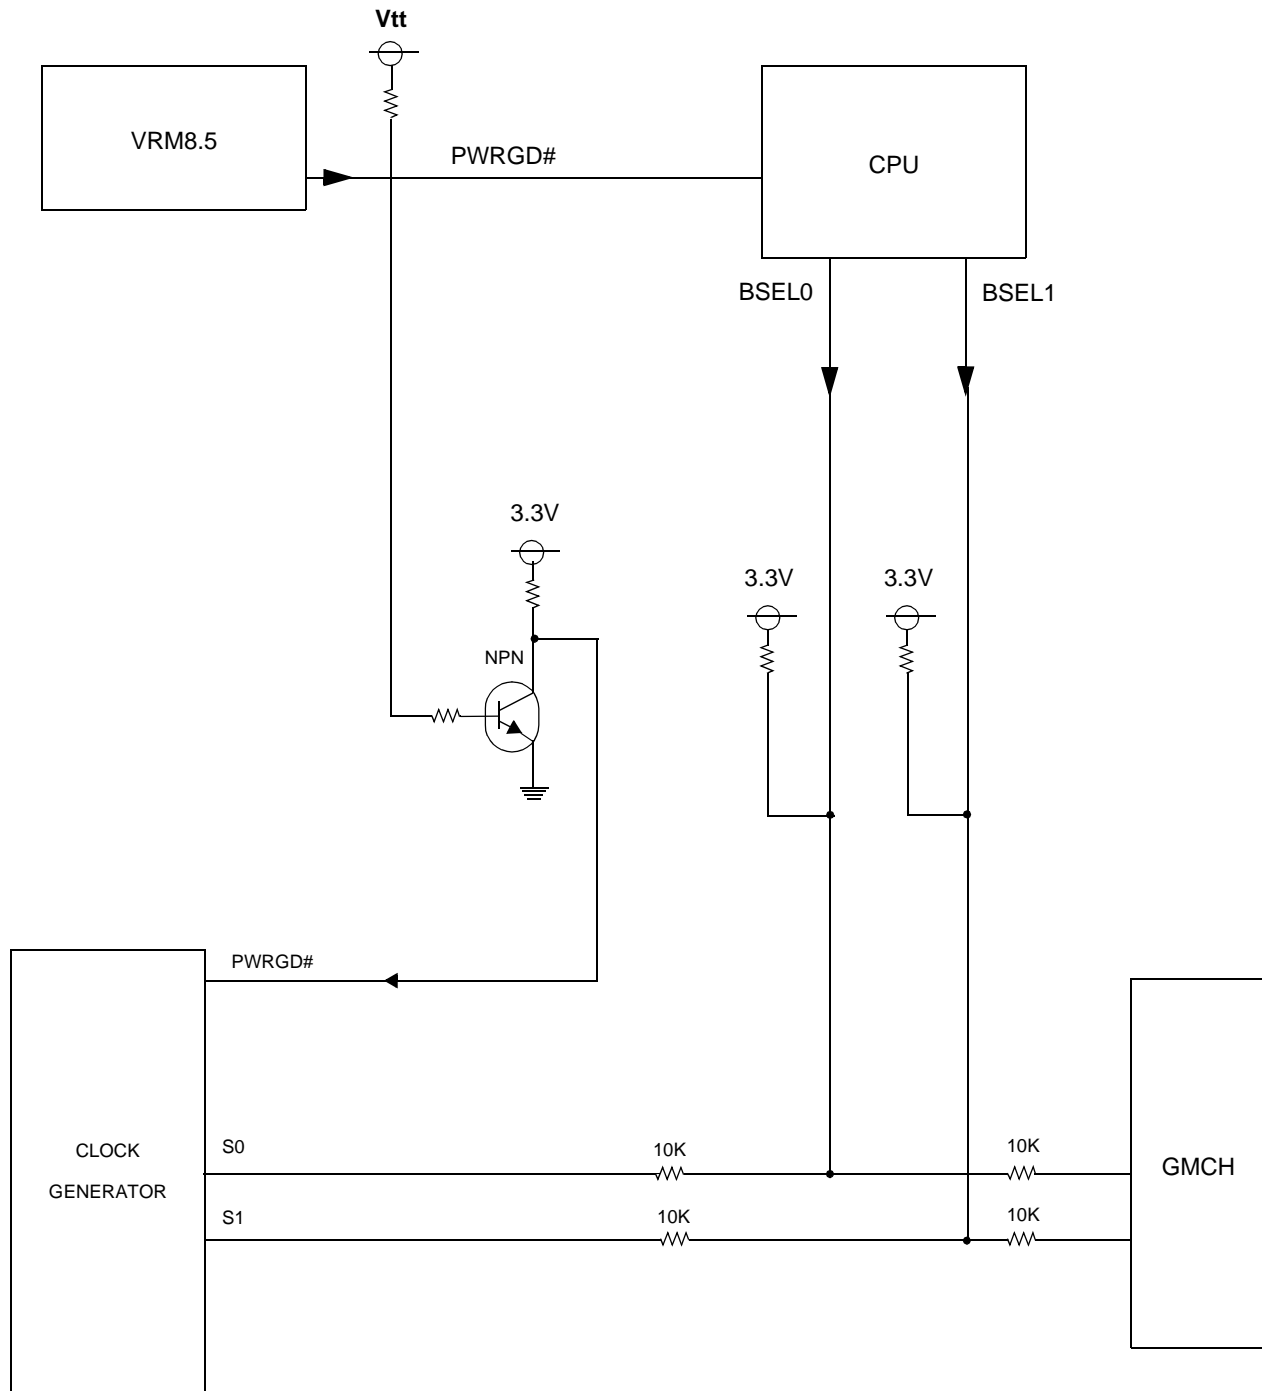 Vtt
VRM8.5
PWRGD#
CPU
BSEL0
BSEL1
3.3V
3.3V
3.3V
NPN
PWRGD#
CLOCK
GENERATOR
S0
10K
10K
GMCH
S1
10K
10K